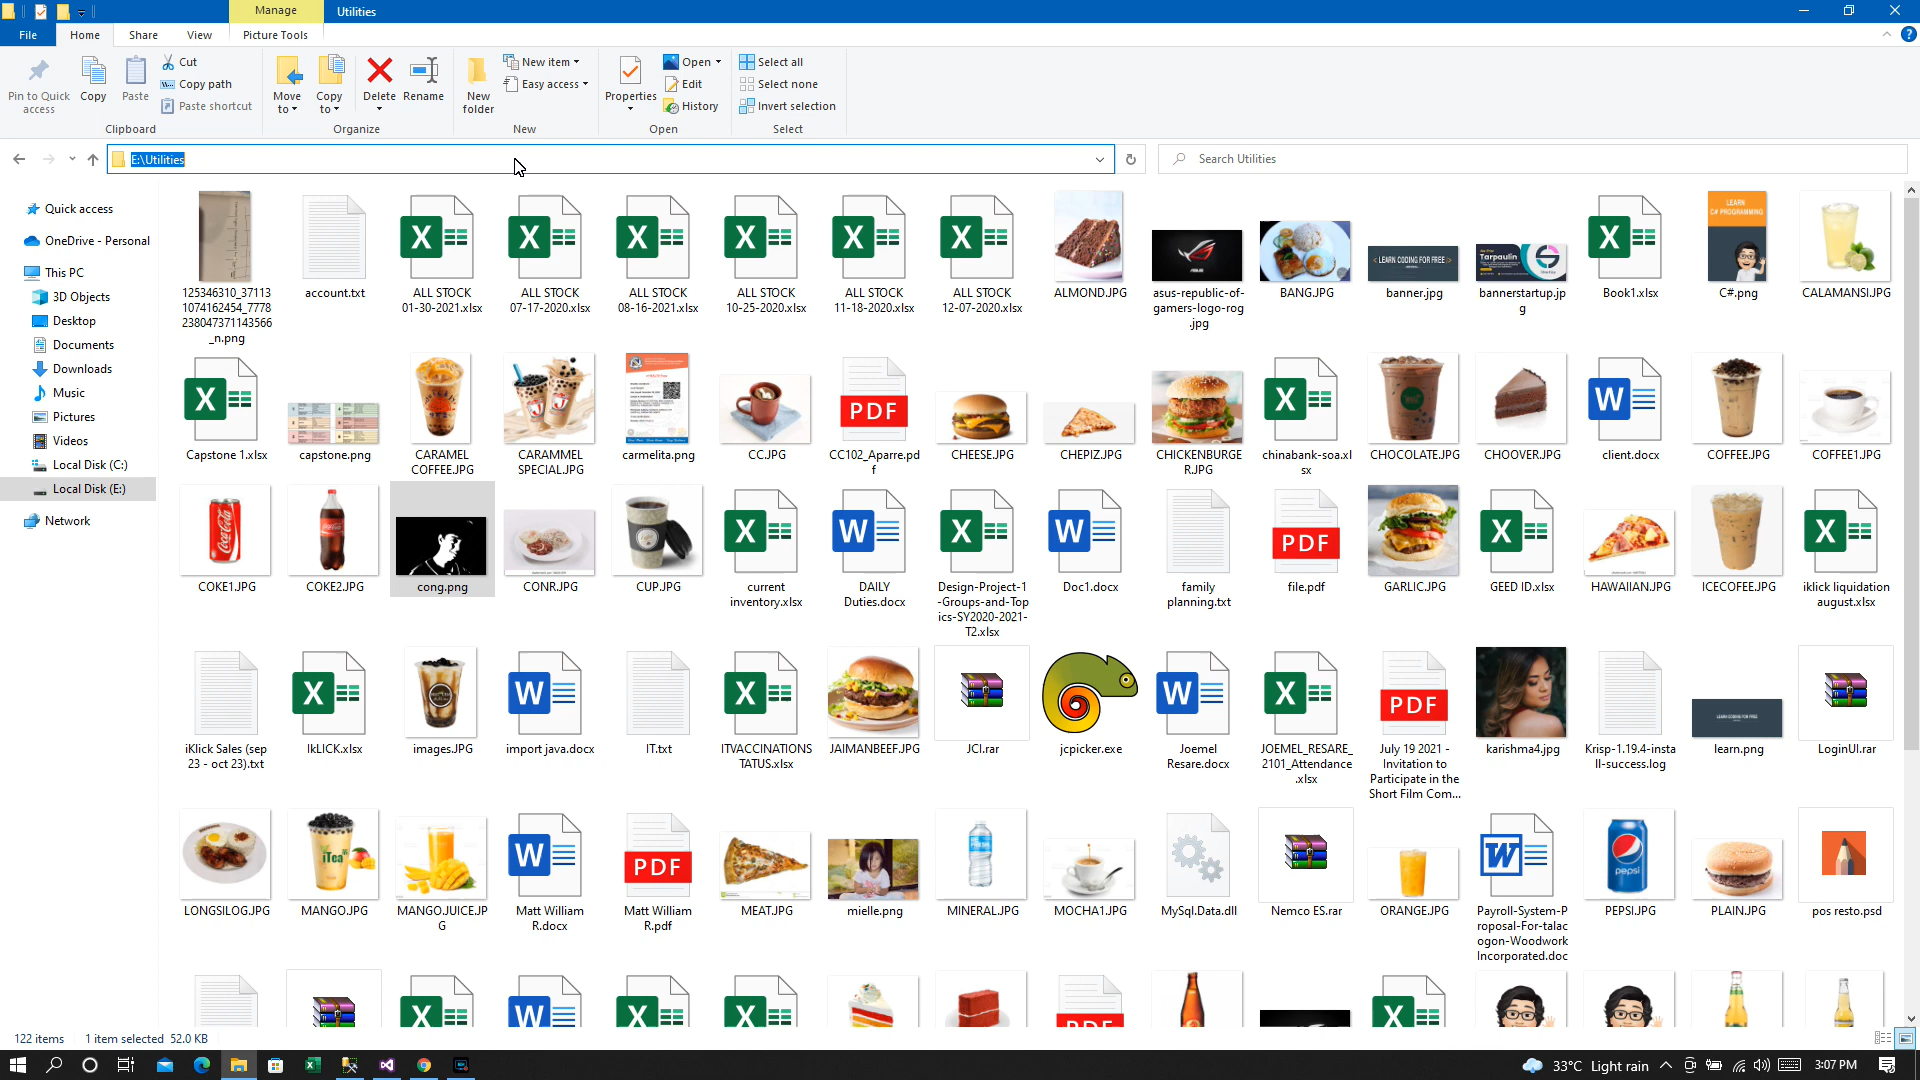 Manage
Utilities
File
Home
Share
View
Picture Tools
Pin to Quick
access
Copy
Paste
Cut
Copy path
Paste shortcut
Clipboard
Move
to
Copy
to
Delete
Rename
Organize
New
folder
New item
Easy access
New
Properties
Open
Edit
History
Open
Select all
Select none
Invert selection
Select
E:\Utilities
Search Utilities
Quick access
OneDrive - Personal
This PC
3D Objects
Desktop
Documents
Downloads
Music
Pictures
Videos
Local Disk (C:)
Local Disk (E:)
Network
125346310_37113
1074162454_7778
238047371143566
_n.png
account.txt
ALL STOCK
01-30-2021.xlsx
ALL STOCK
07-17-2020.xlsx
ALL STOCK
08-16-2021.xlsx
ALL STOCK
10-25-2020.xlsx
ALL STOCK
11-18-2020.xlsx
ALL STOCK
12-07-2020.xlsx
ALMOND.JPG
asus-republic-of-
gamers-logo-rog
.jpg
BANG.JPG
< LEARN CODING FOR FREE >
banner.jpg
Tarpaulin
bannerstartup.jp
g
Book1.xlsx
LEARN
C# PROGRAMMING
C#.png
CALAMANSI.JPG
Capstone 1.xlsx
capstone.png
CARAMEL
COFFEE.JPG
CARAMMEL
SPECIAL.JPG
carmelita.png
CC.JPG
PDF
CC102_Aparre.pd
f
CHEESE.JPG
CHEPIZ.JPG
CHICKENBURGE
R.JPG
chinabank-soa.xl
sx
CHOCOLATE.JPG
CHOOVER.JPG
client.docx
COFFEE.JPG
COFFEE1.JPG
COKE1.JPG
COKE2.JPG
cong.png
CONR.JPG
CUP.JPG
current
inventory.xlsx
DAILY
Duties.docx
Design-Project-1
-Groups-and-Top
ics-SY2020-2021-
T2.xlsx
Doc1.docx
family
planning.txt
PDF
file.pdf
GARLIC.JPG
GEED ID.xlsx
HAWAIIAN.JPG
ICECOFEE.JPG
iklick liquidation
august.xlsx
iKlick Sales (sep
23 - oct 23).txt
IkLICK.xlsx
images.JPG
import java.docx
IT.txt
ITVACCINATIONS
TATUS.xlsx
JAIMANBEEF.JPG
JCI.rar
jcpicker.exe
Joemel
Resare.docx
JOEMEL_RESARE_
2101_Attendance
.xlsx
PDF
July 19 2021 -
Invitation to
Participate in the
Short Film Com...
karishma4.jpg
Krisp-1.19.4-insta
ll-success.log
learn.png
LoginUI.rar
LONGSILOG.JPG
iTea
MANGO.JPG
MANGOJUICE.JP
G
Matt William
R.docx
PDF
Matt William
R.pdf
MEAT.JPG
mielle.png
MINERAL.JPG
MOCHA1.JPG
MySql.Data.dll
Nemco ES.rar
ORANGE.JPG
Payroll-System-P
roposal-For-talac
ogon-Woodwork
Incorporated.doc
pepsi
PEPSI.JPG
PLAIN.JPG
pos resto.psd
122 items
1 item selected 52.0 KB
33°C Light rain
3:07 PM